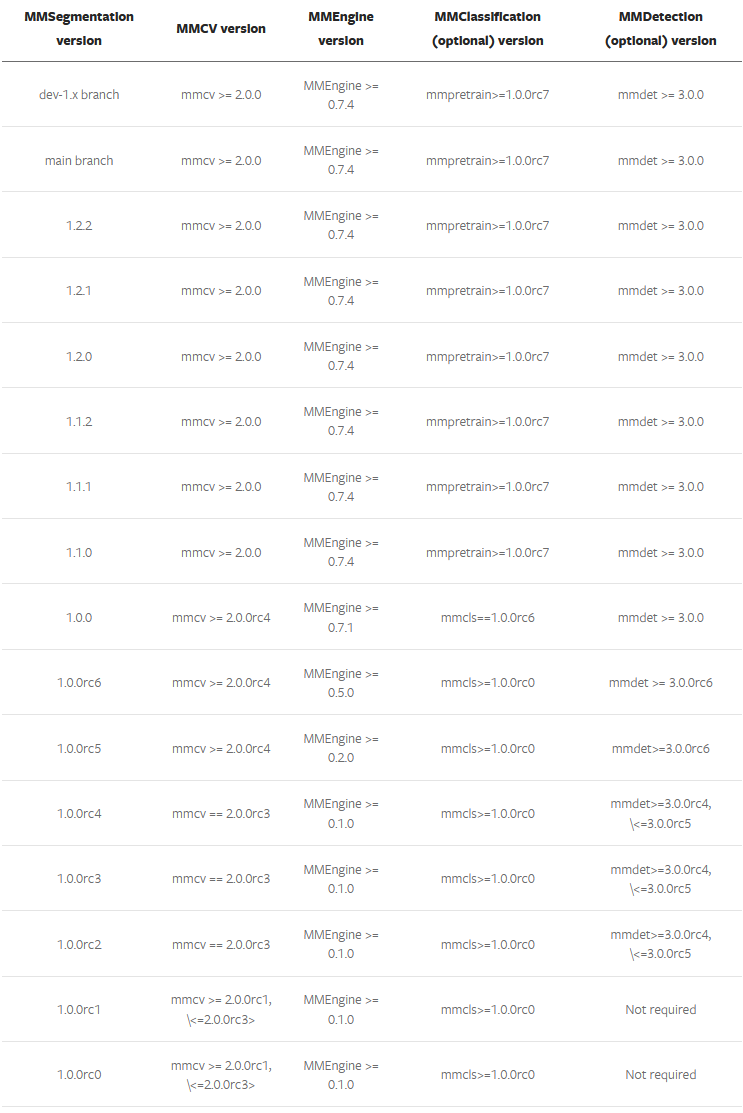 MMSegmentation version MMCV version MMEngine version MMClassification (optional) version MMDetection (optional) version
dev-1.x branch mmcv >= 2.0.0 MMEngine >= 0.7.4 mmpretrain>=1.0.0rc7 mmdet >= 3.0.0
main branch mmcv >= 2.0.0 MMEngine >= 0.7.4 mmpretrain>=1.0.0rc7 mmdet >= 3.0.0
1.2.2 mmcv >= 2.0.0 MMEngine >= 0.7.4 mmpretrain>=1.0.0rc7 mmdet >= 3.0.0
1.2.1 mmcv >= 2.0.0 MMEngine >= 0.7.4 mmpretrain>=1.0.0rc7 mmdet >= 3.0.0
1.2.0 mmcv >= 2.0.0 MMEngine >= 0.7.4 mmpretrain>=1.0.0rc7 mmdet >= 3.0.0
1.1.2 mmcv >= 2.0.0 MMEngine >= 0.7.4 mmpretrain>=1.0.0rc7 mmdet >= 3.0.0
1.1.1 mmcv >= 2.0.0 MMEngine >= 0.7.4 mmpretrain>=1.0.0rc7 mmdet >= 3.0.0
1.1.0 mmcv >= 2.0.0 MMEngine >= 0.7.4 mmpretrain>=1.0.0rc7 mmdet >= 3.0.0
1.0.0 mmcv >= 2.0.0rc4 MMEngine >= 0.7.1 mmcls==1.0.0rc6 mmdet >= 3.0.0
1.0.0rc6 mmcv >= 2.0.0rc4 MMEngine >= 0.5.0 mmcls>=1.0.0rc0 mmdet >= 3.0.0rc6
1.0.0rc5 mmcv >= 2.0.0rc4 MMEngine >= 0.2.0 mmcls>=1.0.0rc0 mmdet>=3.0.0rc6
1.0.0rc4 mmcv == 2.0.0rc3 MMEngine >= 0.1.0 mmcls>=1.0.0rc0 mmdet>=3.0.0rc4, \<=3.0.0rc5
1.0.0rc3 mmcv == 2.0.0rc3 MMEngine >= 0.1.0 mmcls>=1.0.0rc0 mmdet>=3.0.0rc4, \<=3.0.0rc5
1.0.0rc2 mmcv == 2.0.0rc3 MMEngine >= 0.1.0 mmcls>=1.0.0rc0 mmdet>=3.0.0rc4, \<=3.0.0rc5
1.0.0rc1 mmcv >= 2.0.0rc1, \<=2.0.0rc3> MMEngine >= 0.1.0 mmcls>=1.0.0rc0 Not required
1.0.0rc0 mmcv >= 2.0.0rc1, \<=2.0.0rc3> MMEngine >= 0.1.0 mmcls>=1.0.0rc0 Not required